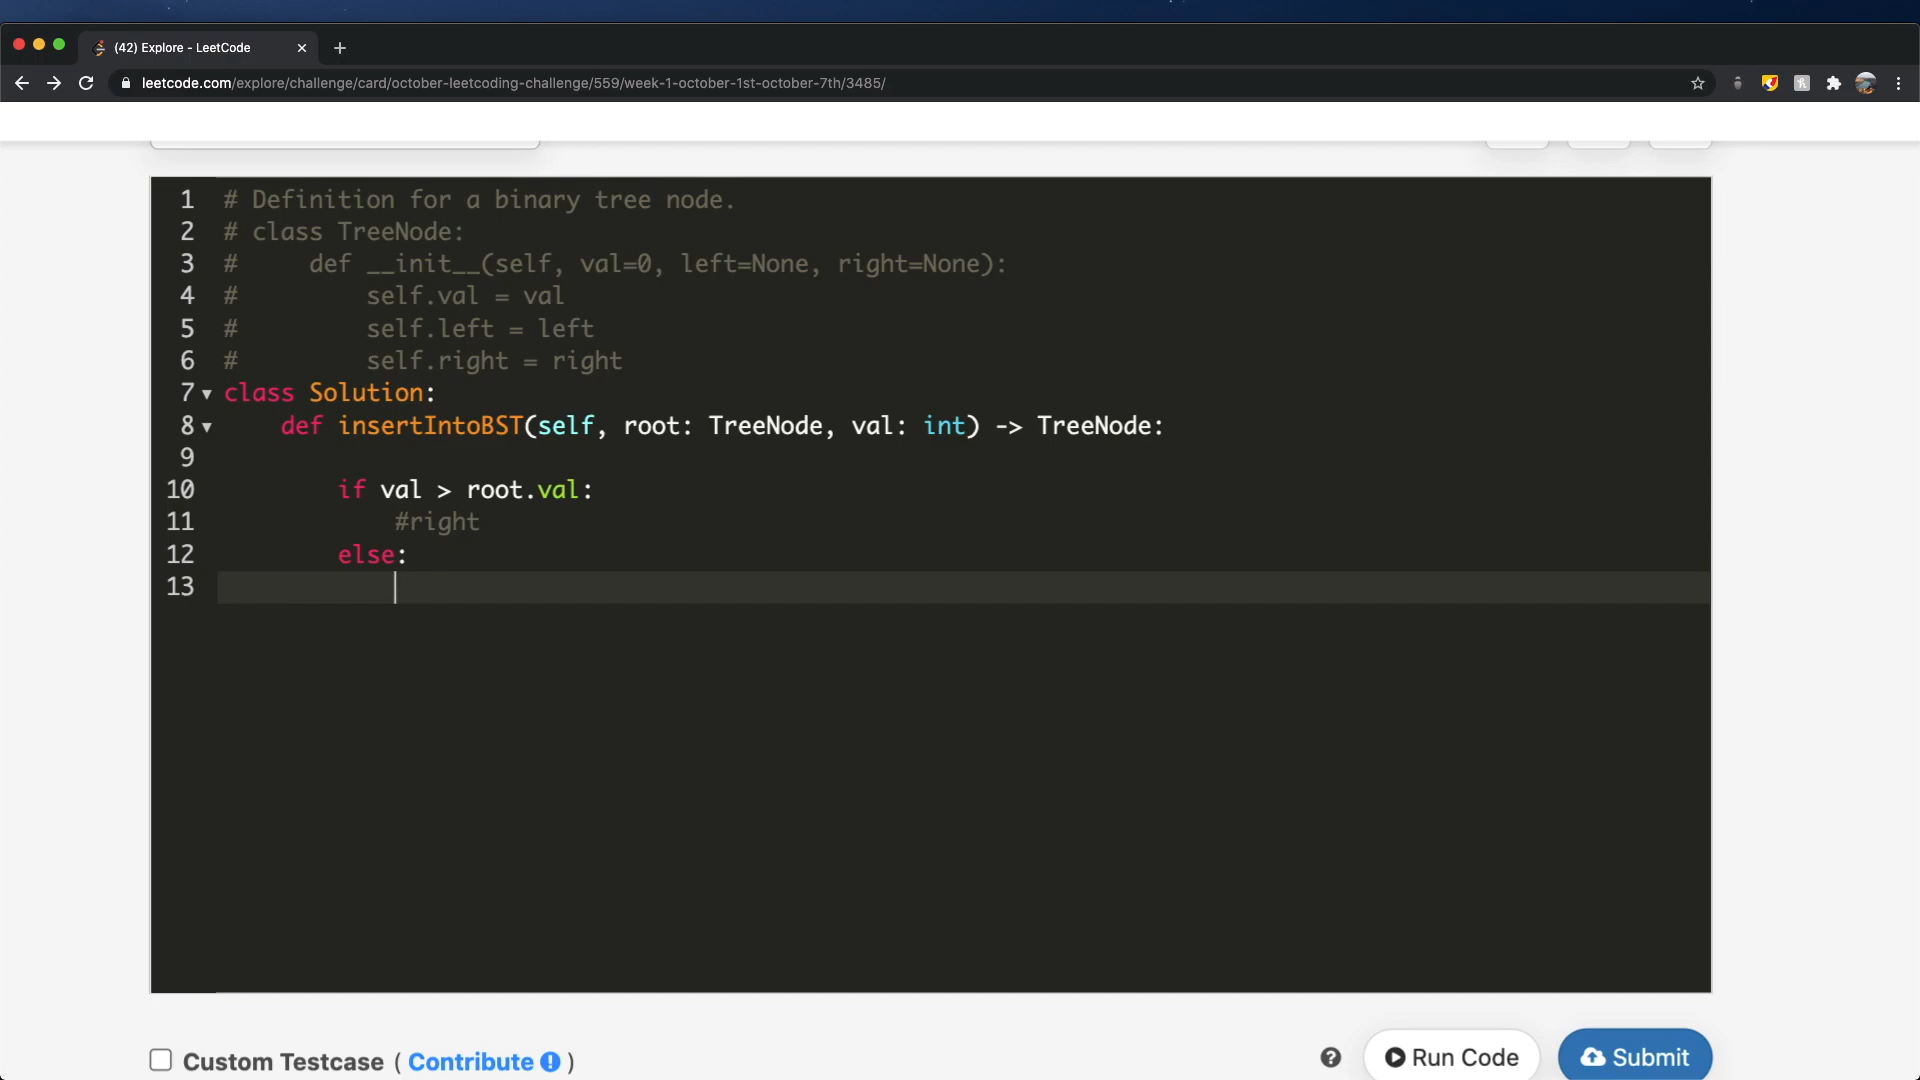 (42) Explore - LeetCode
leetcode.com/explore/challenge/card/october-leetcoding-challenge/559/week-1-october-1st-october-7th/3485/
1 # Definition for a binary tree node.
2 # class TreeNode:
3 #     def __init__(self, val=0, left=None, right=None):
4 #         self.val = val
5 #         self.left = left
6 #         self.right = right
7 class Solution:
8     def insertIntoBST(self, root: TreeNode, val: int) -> TreeNode:
9
10         if val > root.val:
11             #right
12         else:
13
Custom Testcase ( Contribute )
Run Code
Submit